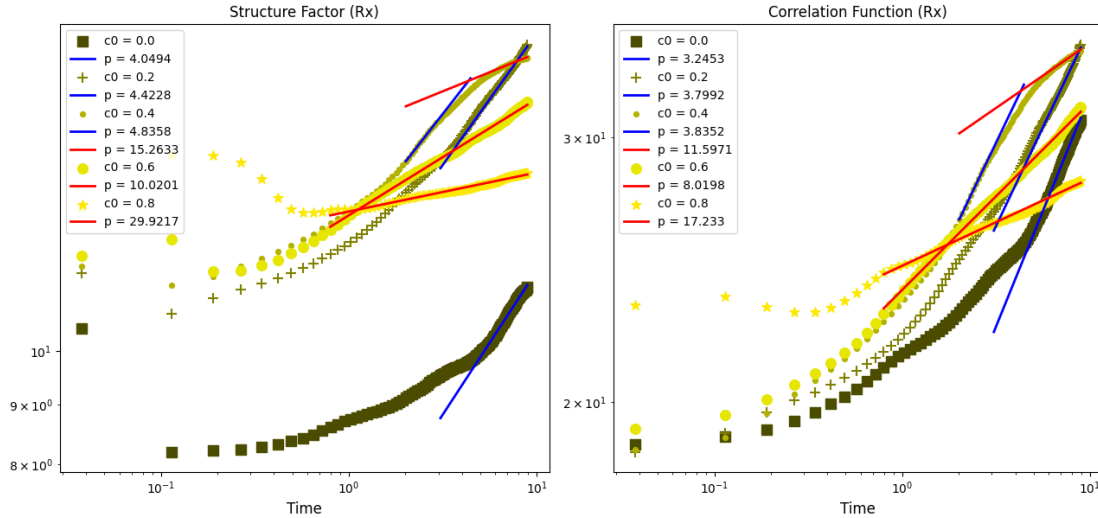 Structure Factor (Rx)
c0 = 0.0
p = 4.0494
c0 = 0.2
p = 4.4228
c0 = 0.4
p = 4.8358
p = 15.2633
c0 = 0.6
p = 10.0201
c0 = 0.8
p = 29.9217
10¹
9 × 10⁰
8 × 10⁰
10⁻¹
10⁰
10¹
Time
Correlation Function (Rx)
c0 = 0.0
p = 3.2453
c0 = 0.2
p = 3.7992
c0 = 0.4
p = 3.8352
p = 11.5971
c0 = 0.6
p = 8.0198
c0 = 0.8
p = 17.233
3 × 10¹
2 × 10¹
10⁻¹
10⁰
10¹
Time